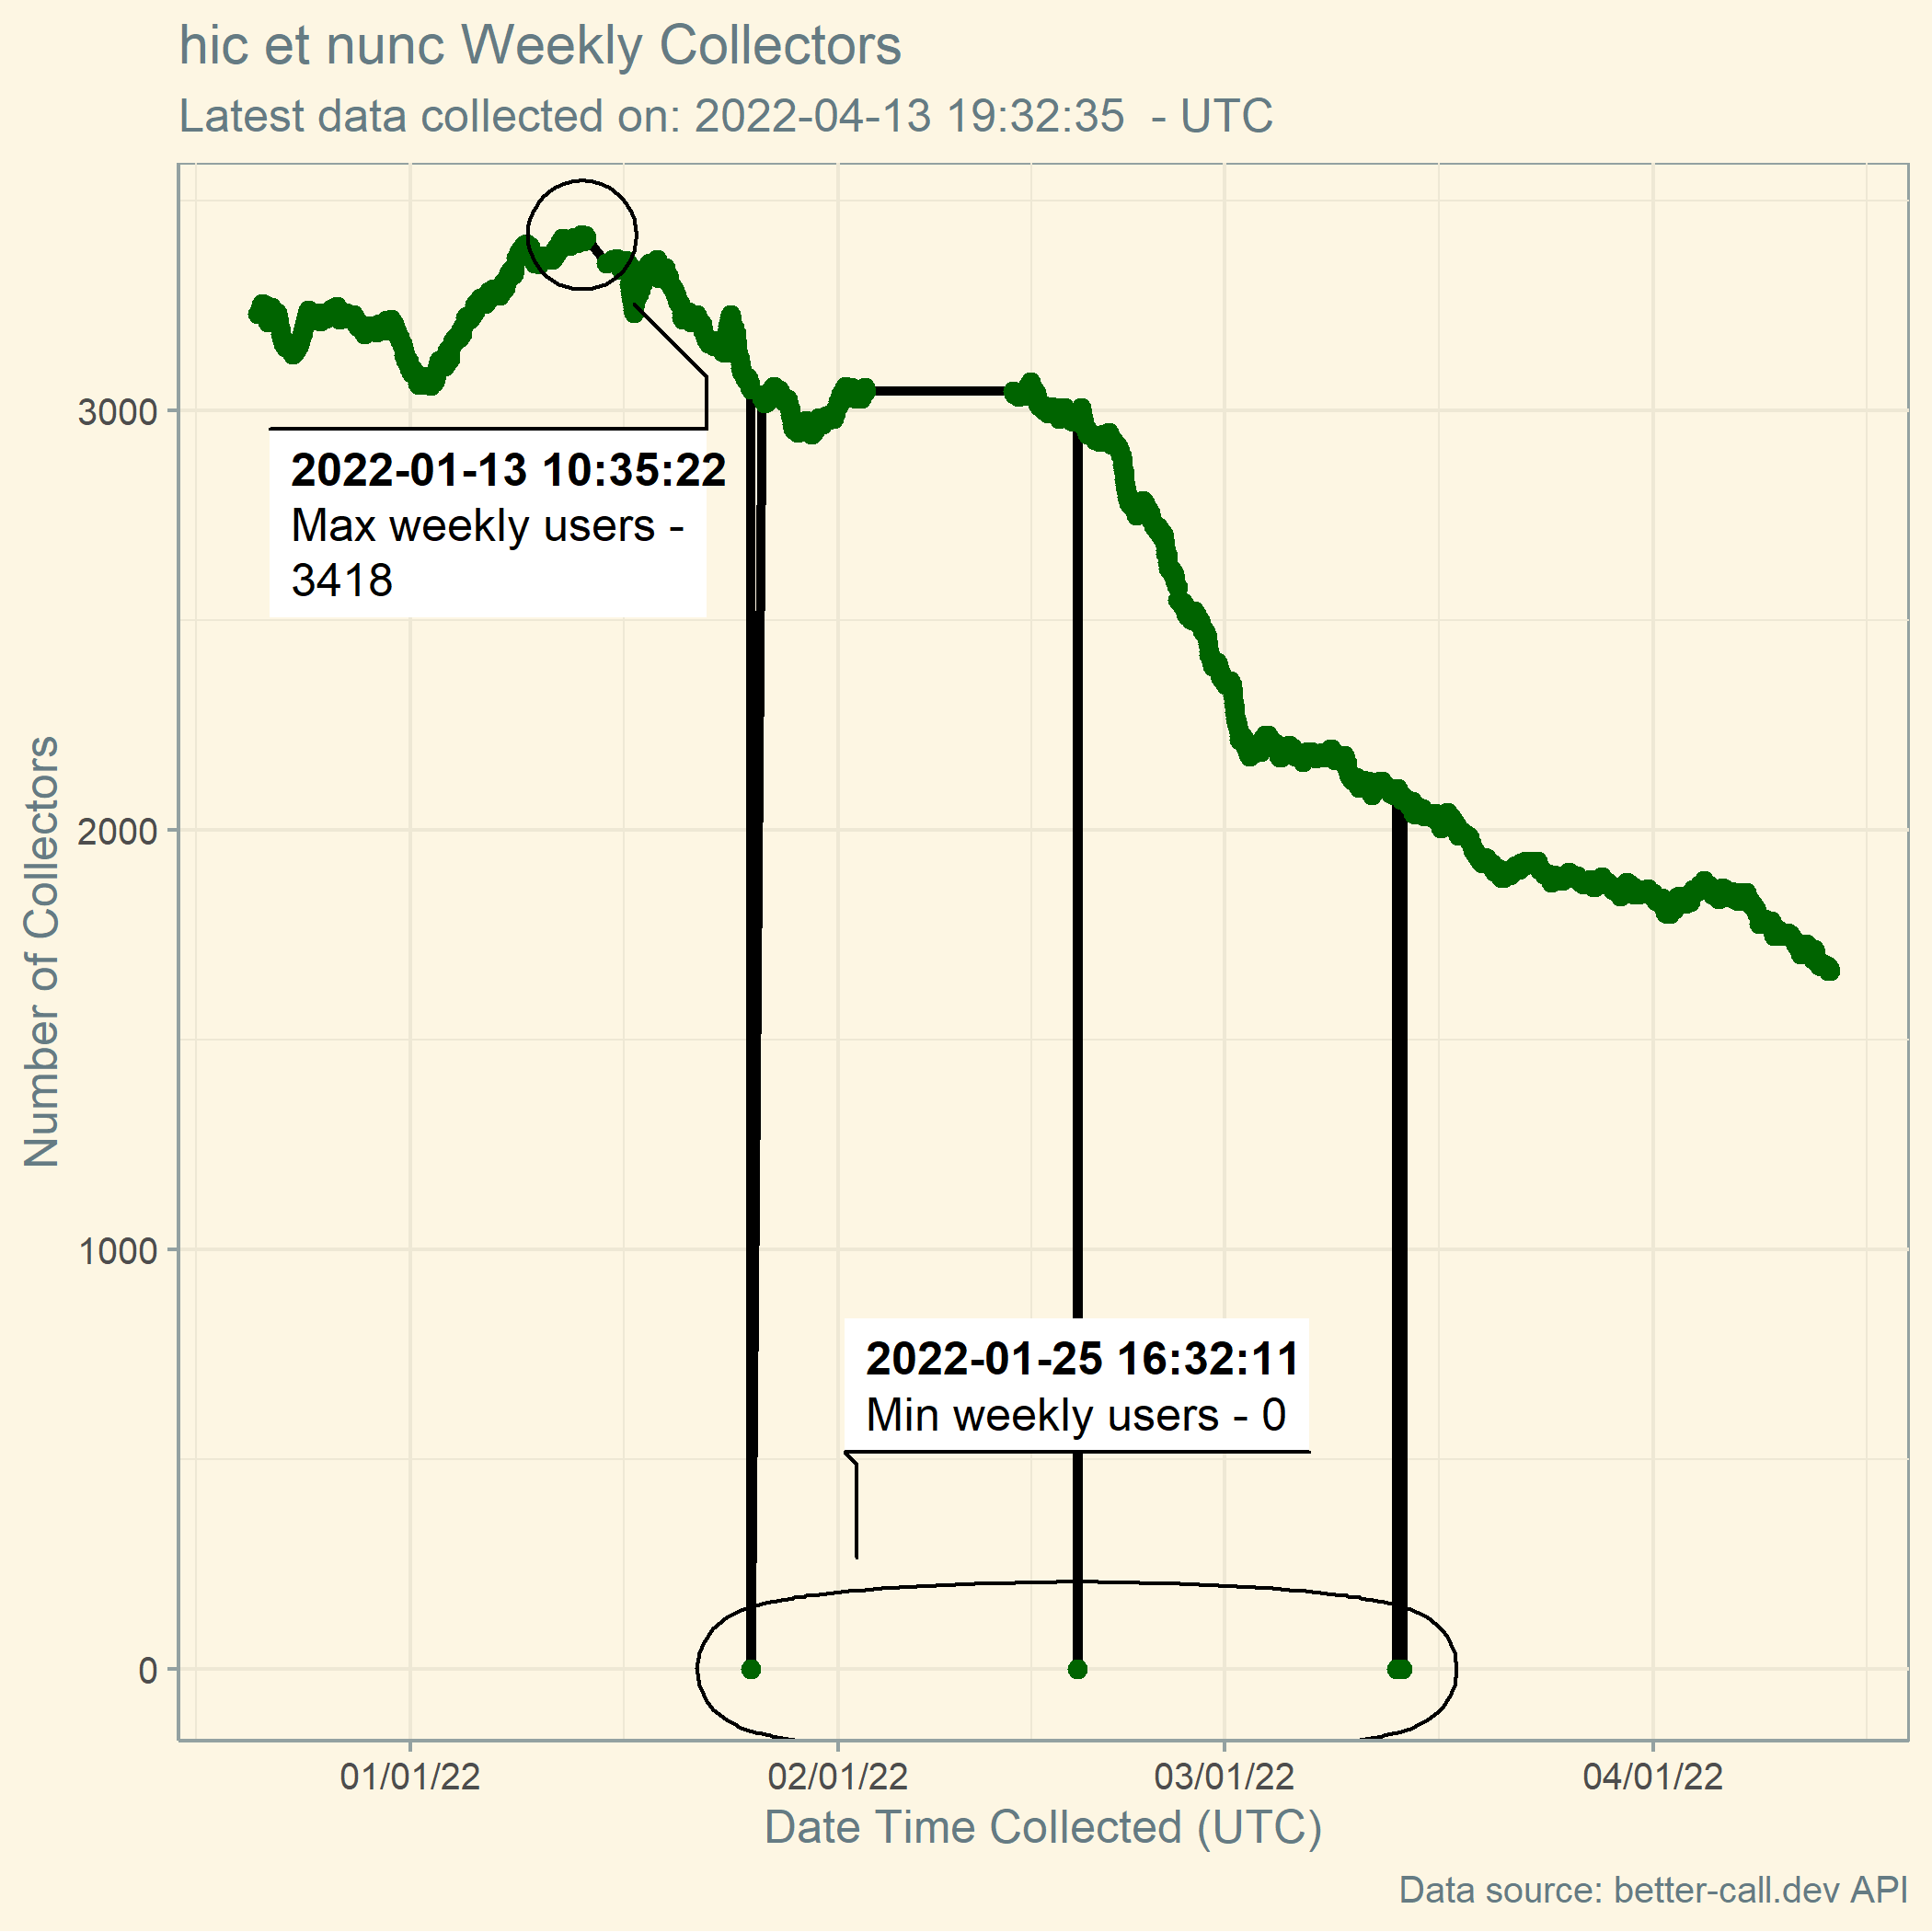 hic et nunc Weekly Collectors
Latest data collected on: 2022-04-13 19:32:35  - UTC
Number of Collectors
3000
2000
1000
0
2022-01-13 10:35:22
Max weekly users -
3418
2022-01-25 16:32:11
Min weekly users - 0
01/01/22
02/01/22
03/01/22
04/01/22
Date Time Collected (UTC)
Data source: better-call.dev API